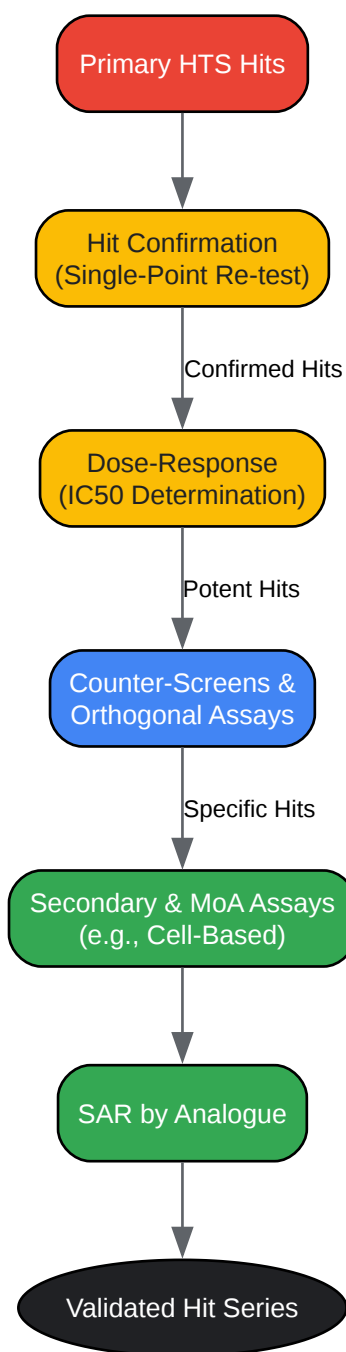 Primary HTS Hits
Hit Confirmation
(Single-Point Re-test)
Confirmed Hits
Dose-Response
(IC50 Determination)
Potent Hits
Counter-Screens &
Orthogonal Assays
Specific Hits
Secondary & MoA Assays
(e.g., Cell-Based)
SAR by Analogue
Validated Hit Series